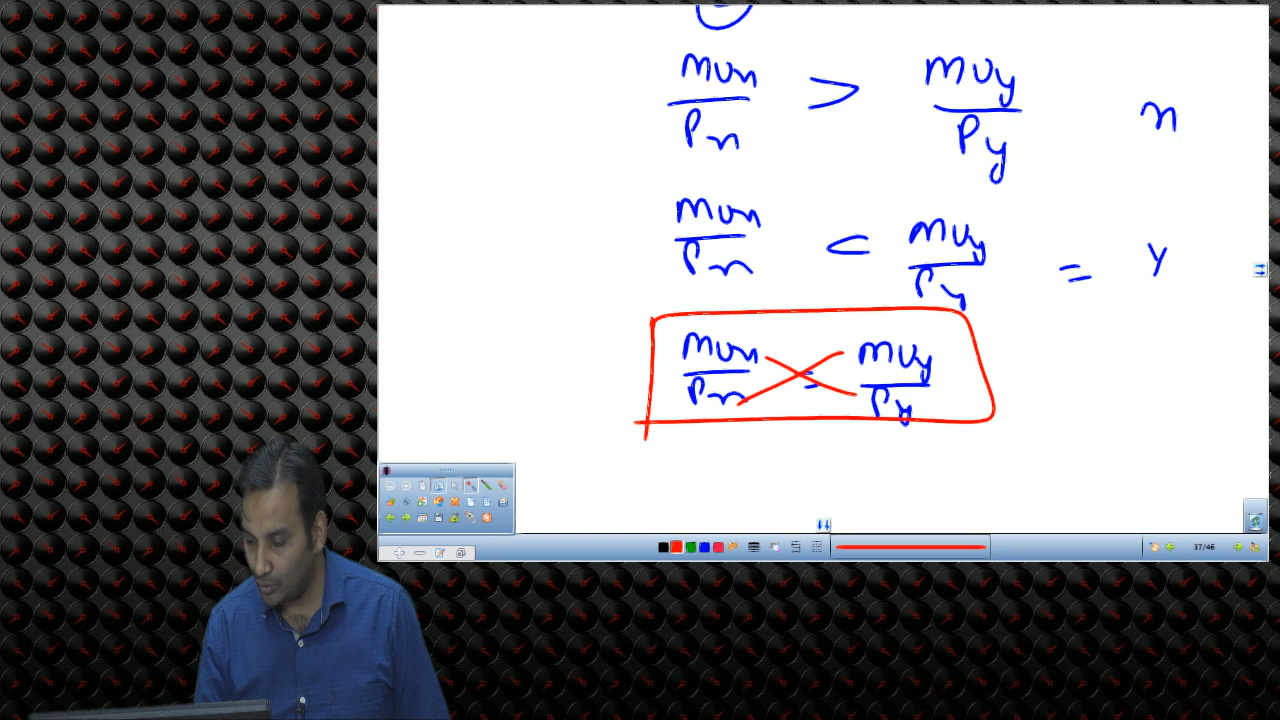 MUx / Px > MUy / Py x
MUx / Px < MUy / Py = y
MUx / Px = MUy / Py
37/46